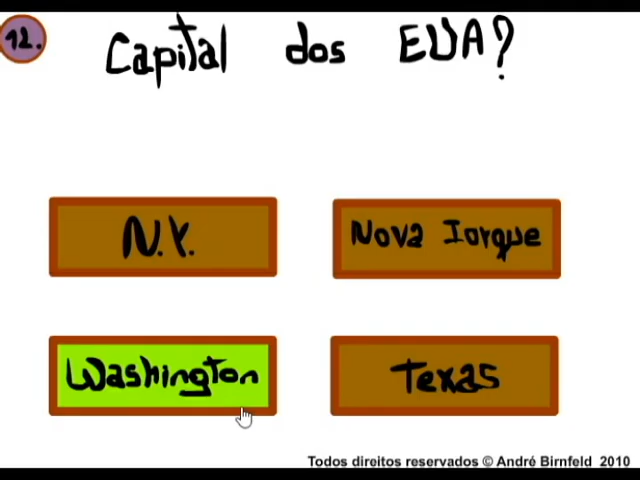 12.
Capital dos EUA?
N.Y.
Nova Iorque
Washington
Texas
Todos direitos reservados © André Birnfeld 2010